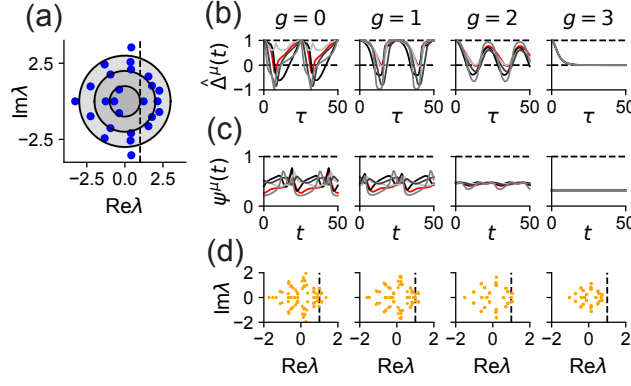 (a)
2.5
0.0
−2.5
Imλ
−2.5 0.0 2.5
Reλ
(b)
g = 0 g = 1 g = 2 g = 3
Δ̂^μ(t)
1
0
−1
0 50 0 50 0 50 0 50
τ τ τ τ
(c)
ψ^μ(t)
1
0
0 50 0 50 0 50 0 50
t t t t
(d)
Imλ
2
0
−2
−2 0 2 −2 0 2 −2 0 2 −2 0 2
Reλ Reλ Reλ Reλ